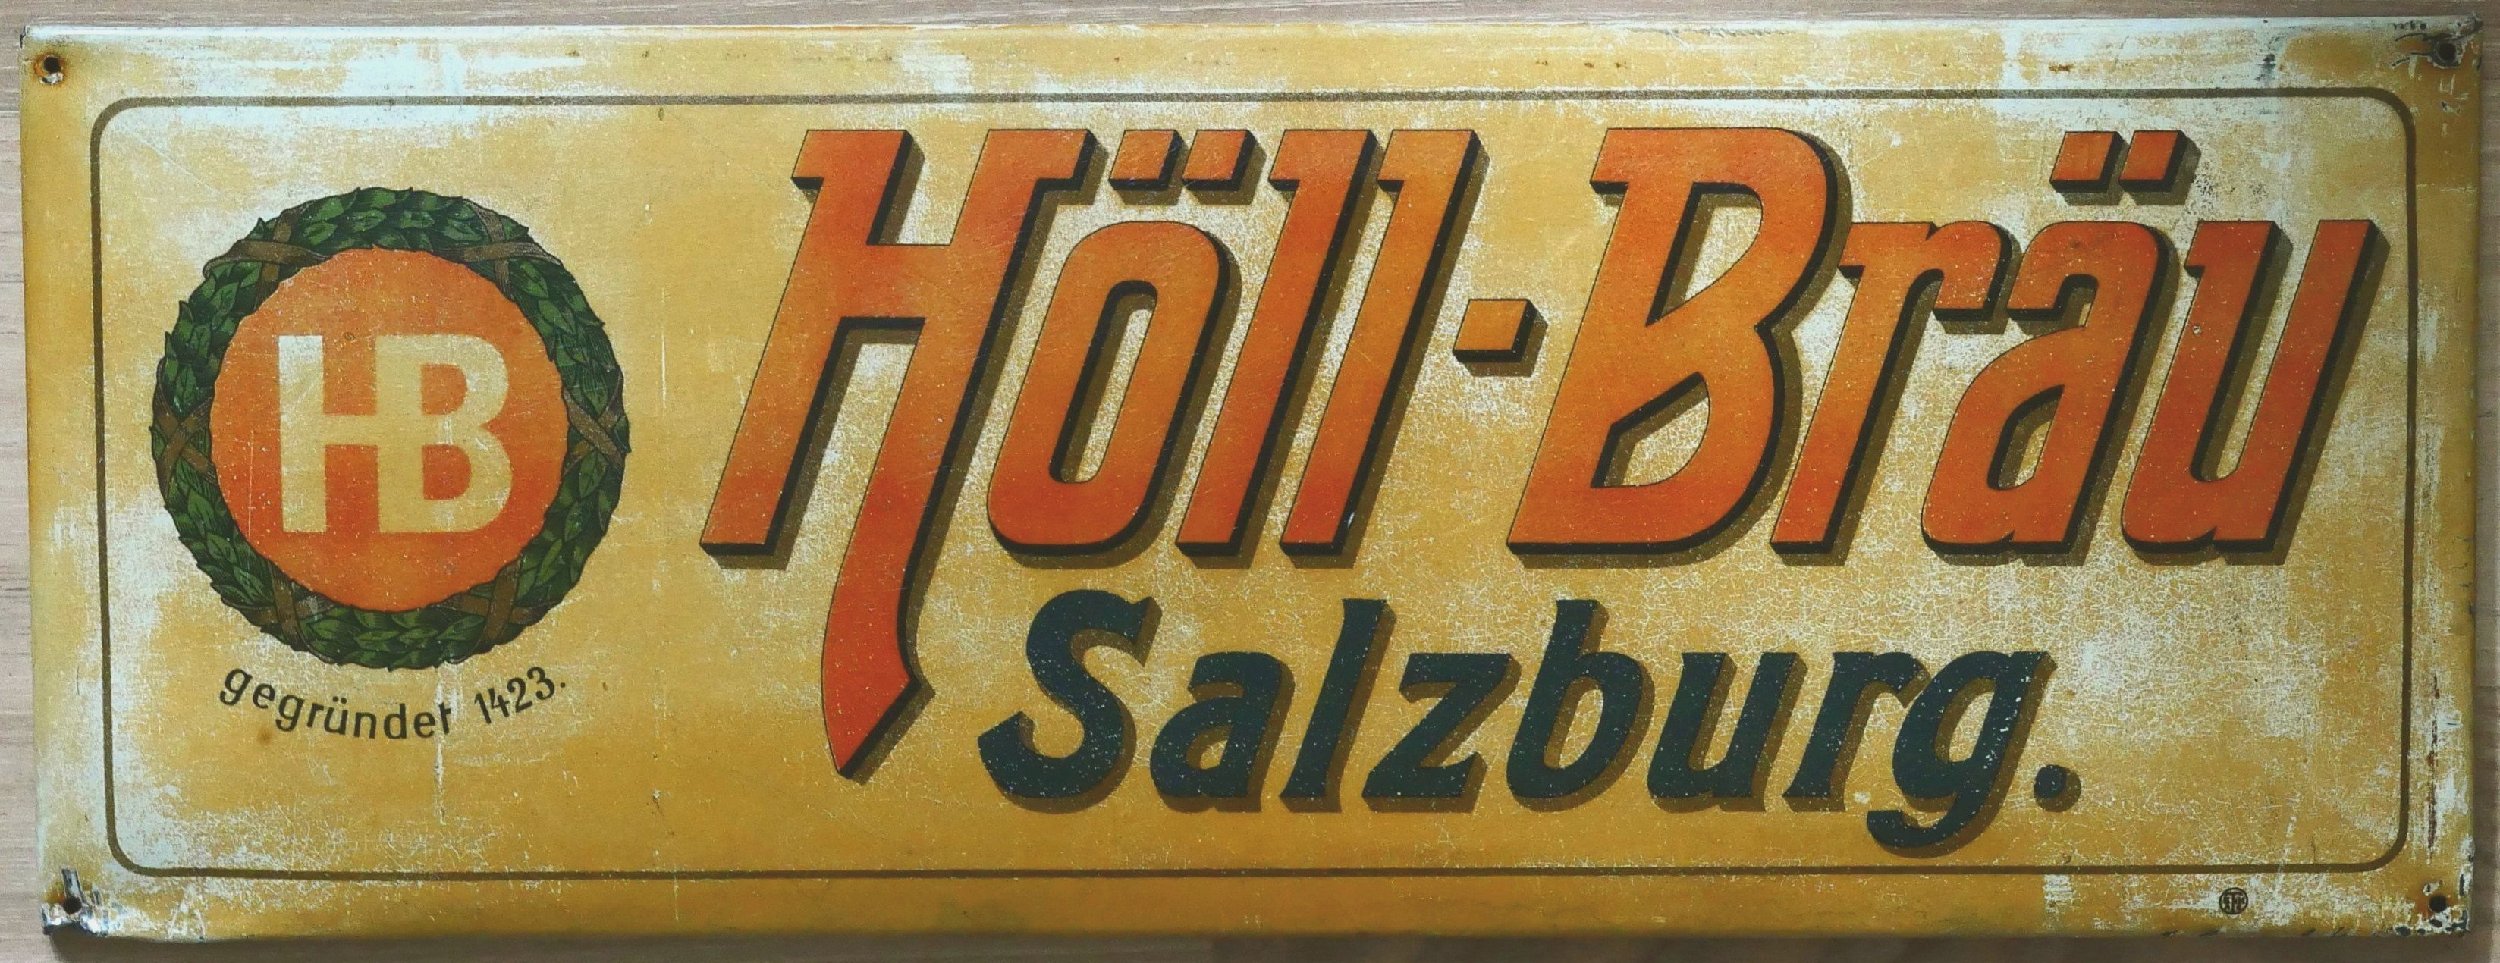 HB
gegründet 1423.
Höll-Bräu
Salzburg.